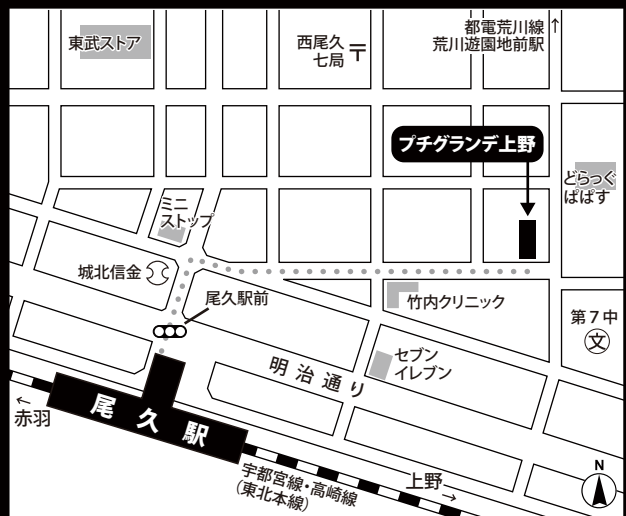 東武ストア
西尾久
七局
〒
都電荒川線
荒川遊園地前駅
↑
プチグランデ上野
どらっぐ
ぱぱす
ミニ
ストップ
城北信金
尾久駅前
竹内クリニック
第7中
文
セブン
イレブン
明治通り
尾久駅
←
赤羽
宇都宮線・高崎線
(東北本線)
上野
→
N